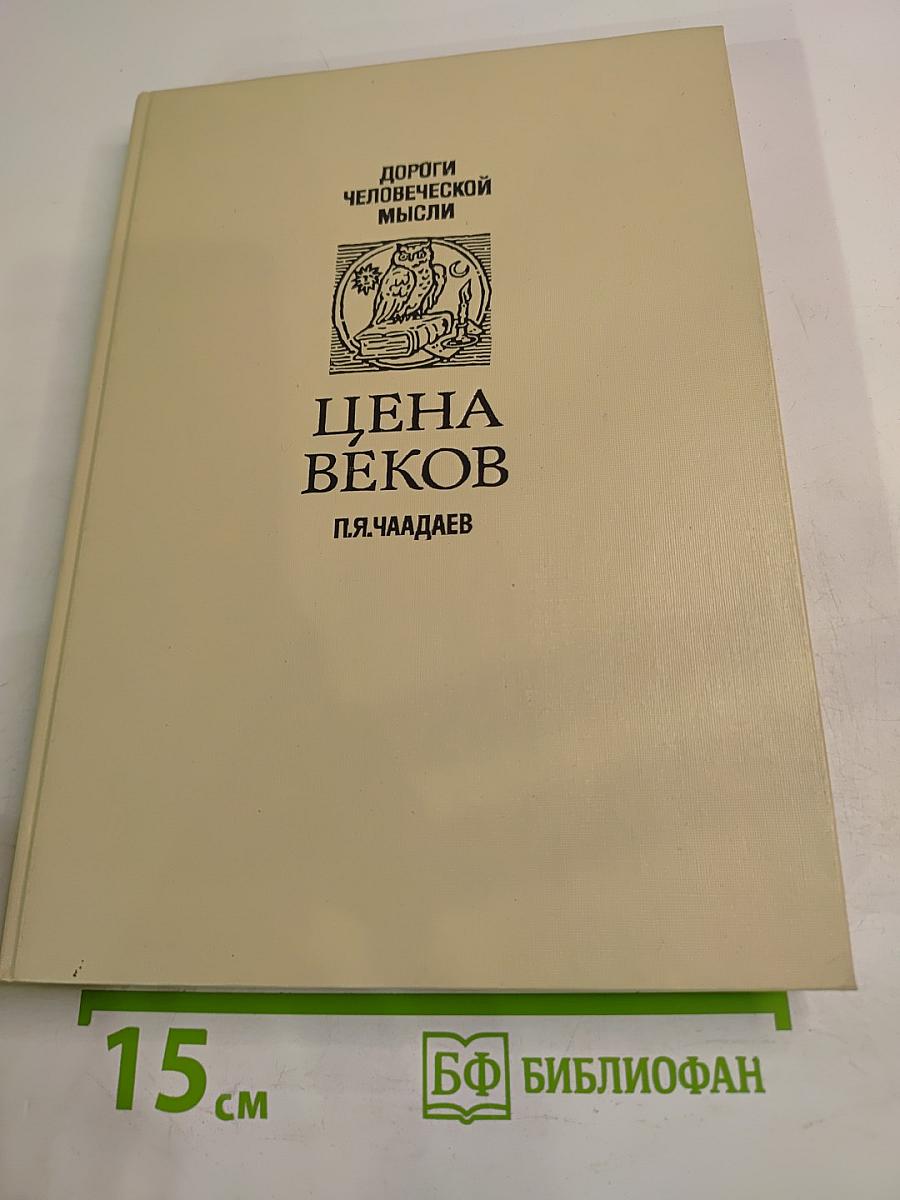 ДОРОГИ
ЧЕЛОВЕЧЕСКОЙ
МЫСЛИ
ЦЕНА
ВЕКОВ
П.Я.ЧААДАЕВ
15 см
БФ БИБЛИОФАН